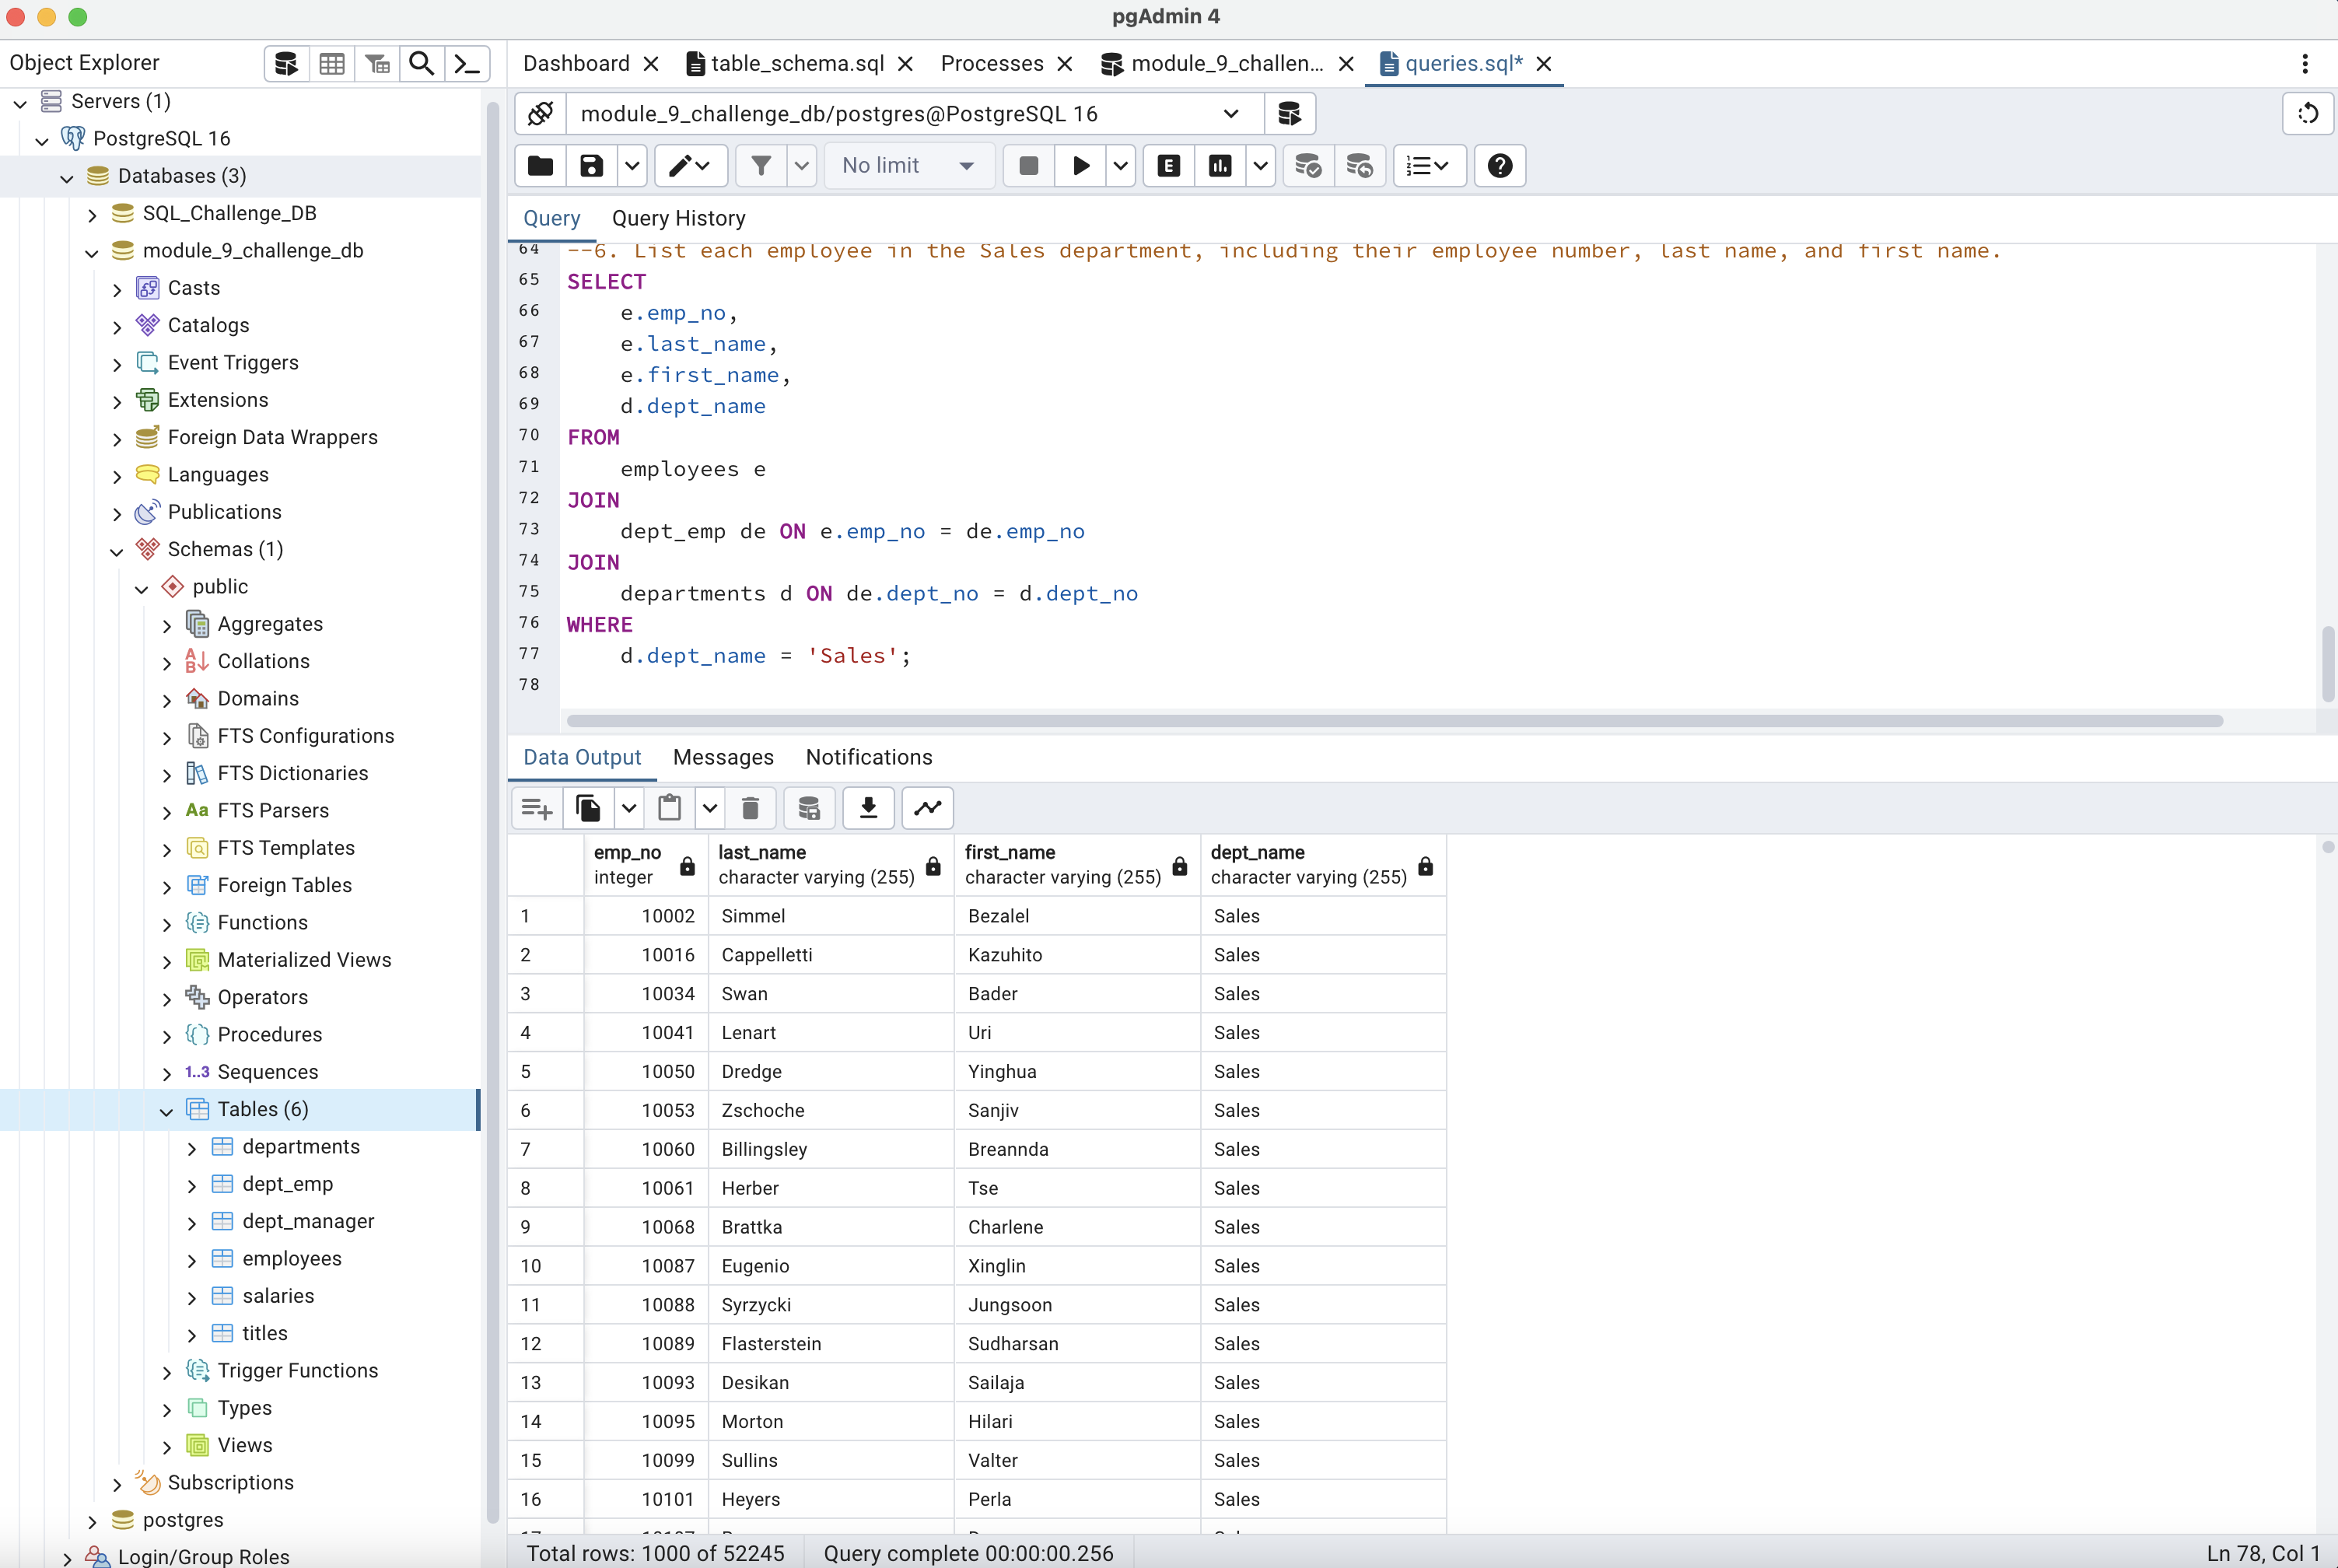 pgAdmin 4
Object Explorer
Dashboard
table_schema.sql
Processes
module_9_challen...
queries.sql*
Servers (1)
PostgreSQL 16
Databases (3)
SQL_Challenge_DB
module_9_challenge_db
Casts
Catalogs
Event Triggers
Extensions
Foreign Data Wrappers
Languages
Publications
Schemas (1)
public
Aggregates
Collations
Domains
FTS Configurations
FTS Dictionaries
Aa FTS Parsers
FTS Templates
Foreign Tables
Functions
Materialized Views
Operators
Procedures
1..3 Sequences
Tables (6)
departments
dept_emp
dept_manager
employees
salaries
titles
Trigger Functions
Types
Views
Subscriptions
postgres
Login/Group Roles
module_9_challenge_db/postgres@PostgreSQL 16
No limit
E
Query Query History
64 --6. List each employee in the Sales department, including their employee number, last name, and first name.
65 SELECT
66 e.emp_no,
67 e.last_name,
68 e.first_name,
69 d.dept_name
70 FROM
71 employees e
72 JOIN
73 dept_emp de ON e.emp_no = de.emp_no
74 JOIN
75 departments d ON de.dept_no = d.dept_no
76 WHERE
77 d.dept_name = 'Sales';
78
Data Output Messages Notifications
emp_no last_name first_name dept_name
integer character varying (255) character varying (255) character varying (255)
1 10002 Simmel Bezalel Sales
2 10016 Cappelletti Kazuhito Sales
3 10034 Swan Bader Sales
4 10041 Lenart Uri Sales
5 10050 Dredge Yinghua Sales
6 10053 Zschoche Sanjiv Sales
7 10060 Billingsley Breannda Sales
8 10061 Herber Tse Sales
9 10068 Brattka Charlene Sales
10 10087 Eugenio Xinglin Sales
11 10088 Syrzycki Jungsoon Sales
12 10089 Flasterstein Sudharsan Sales
13 10093 Desikan Sailaja Sales
14 10095 Morton Hilari Sales
15 10099 Sullins Valter Sales
16 10101 Heyers Perla Sales
Total rows: 1000 of 52245 Query complete 00:00:00.256 Ln 78, Col 1